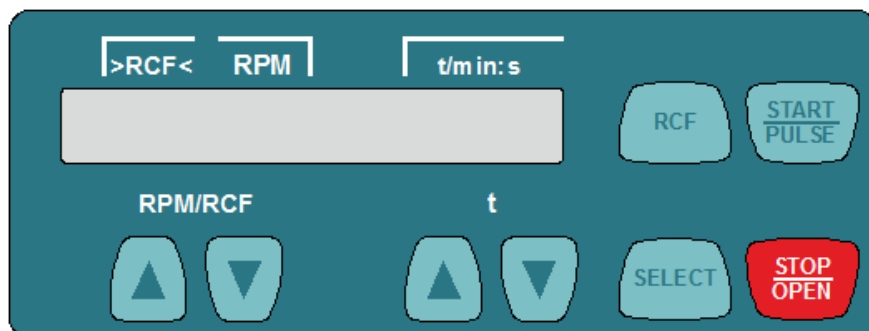 >RCF< RPM t/min:s
RCF
START
PULSE
RPM/RCF t
SELECT
STOP
OPEN